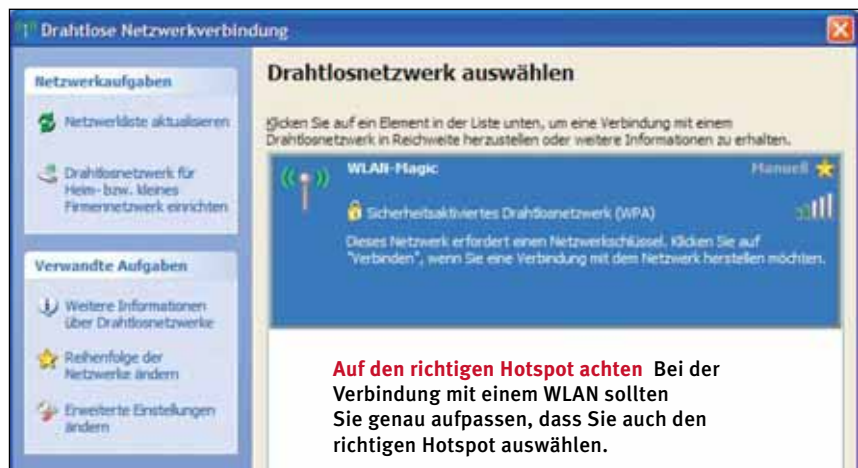 Drahtlose Netzwerkverbindung
Netzwerkaufgaben
Netzwerkliste aktualisieren
Drahtlosnetzwerk für
Heim- bzw. kleines
Firmennetzwerk einrichten
Verwandte Aufgaben
Weitere Informationen
über Drahtlosnetzwerke
Reihenfolge der
Netzwerke ändern
Erweiterte Einstellungen
ändern
Drahtlosnetzwerk auswählen
Klicken Sie auf ein Element in der Liste unten, um eine Verbindung mit einem
Drahtlosnetzwerk in Reichweite herzustellen oder weitere Informationen zu erhalten.
WLAN-Magic Manuell
Sicherheitsaktiviertes Drahtlosnetzwerk (WPA)
Dieses Netzwerk erfordert einen Netzwerkschlüssel. Klicken Sie auf
"Verbinden", wenn Sie eine Verbindung mit dem Netzwerk herstellen möchten.
Auf den richtigen Hotspot achten Bei der
Verbindung mit einem WLAN sollten
Sie genau aufpassen, dass Sie auch den
richtigen Hotspot auswählen.